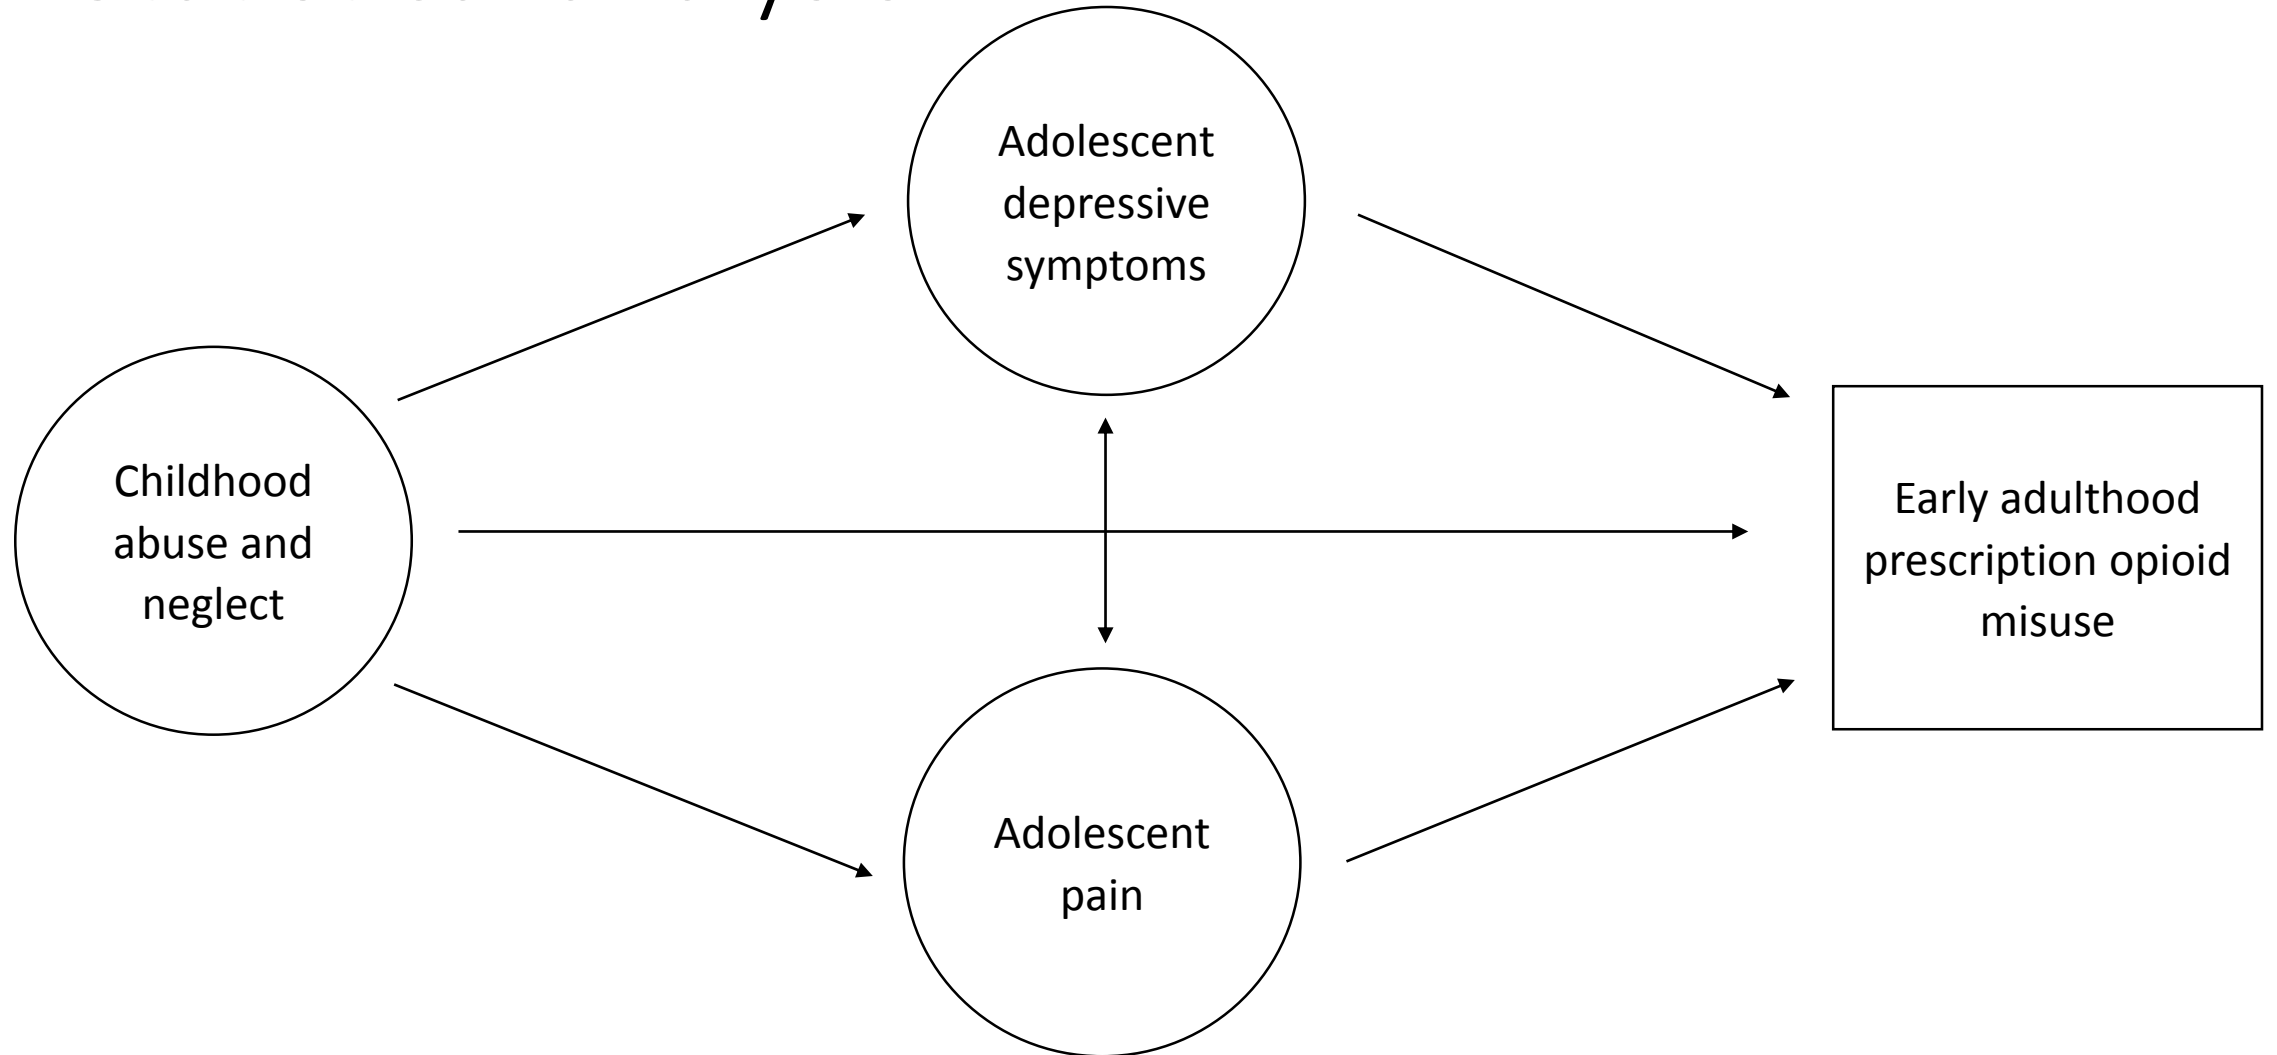 Adolescent
depressive
symptoms
Childhood
abuse and
neglect
Early adulthood
prescription opioid
misuse
Adolescent
pain